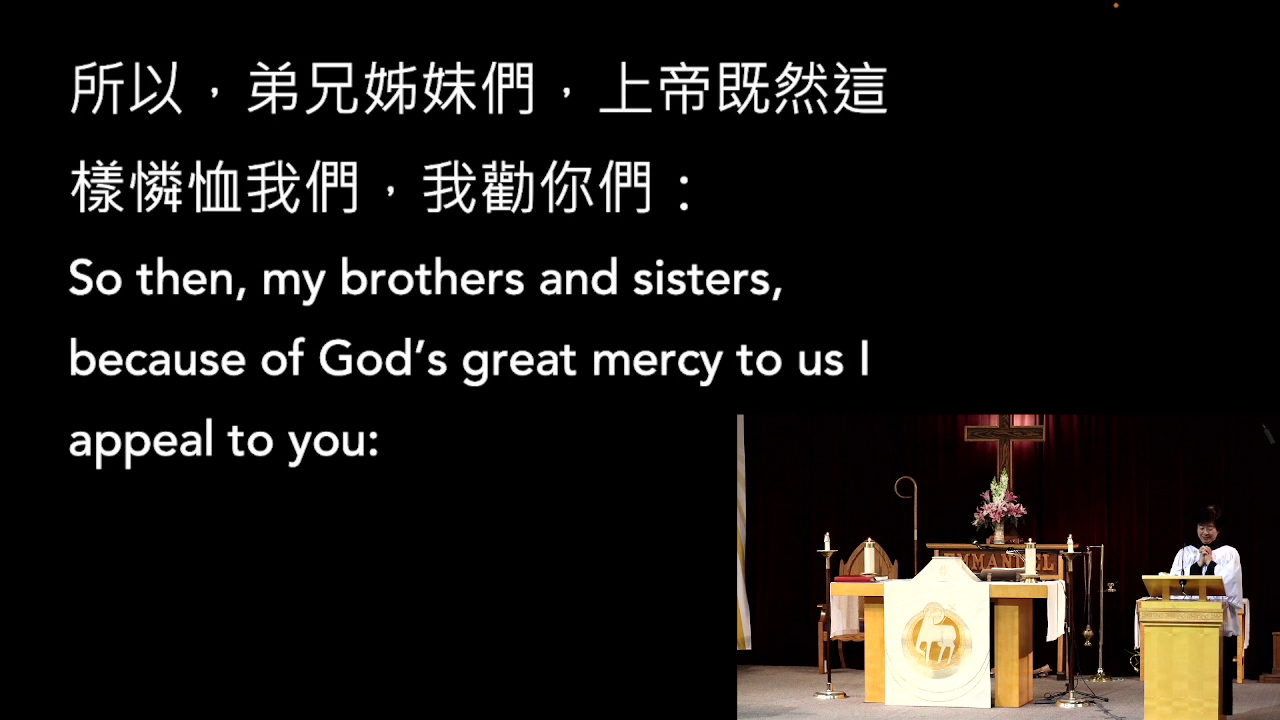 所以，弟兄姊妹們，上帝既然這
樣憐恤我們，我勸你們：
So then, my brothers and sisters,
because of God’s great mercy to us I
appeal to you:
EMMANUEL